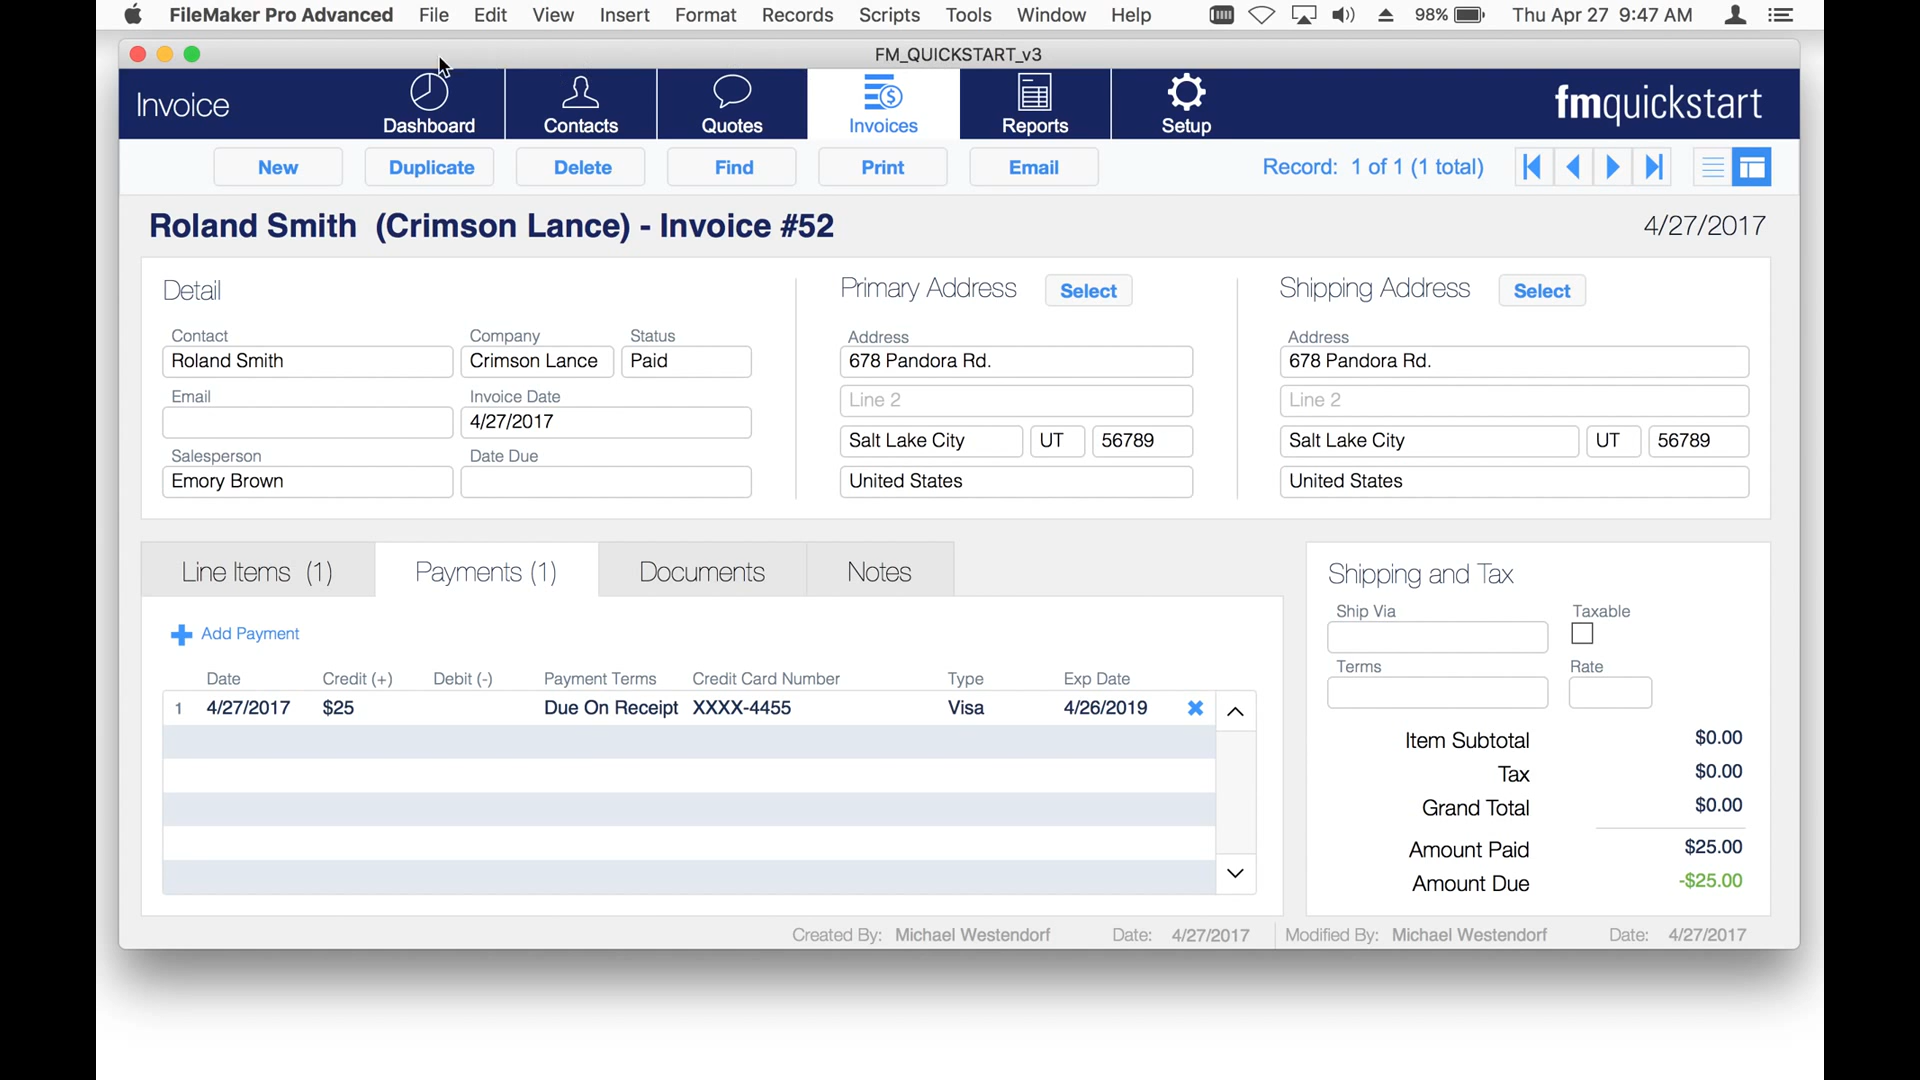 FileMaker Pro Advanced File Edit View Insert Format Records Scripts Tools Window Help 98% Thu Apr 27 9:47 AM
FM_QUICKSTART_v3
Invoice Dashboard Contacts Quotes Invoices Reports Setup fmquickstart
New Duplicate Delete Find Print Email Record: 1 of 1 (1 total)
Roland Smith (Crimson Lance) - Invoice #52 4/27/2017
Detail Primary Address Select Shipping Address Select
Contact Company Status Address Address
Roland Smith Crimson Lance Paid 678 Pandora Rd. 678 Pandora Rd.
Email Invoice Date Line 2 Line 2
4/27/2017
Salt Lake City UT 56789 Salt Lake City UT 56789
Salesperson Date Due
Emory Brown United States United States
Line Items (1) Payments (1) Documents Notes Shipping and Tax
Ship Via Taxable
Add Payment
Terms Rate
Date Credit (+) Debit (-) Payment Terms Credit Card Number Type Exp Date
1 4/27/2017 $25 Due On Receipt XXXX-4455 Visa 4/26/2019
Item Subtotal $0.00
Tax $0.00
Grand Total $0.00
Amount Paid $25.00
Amount Due -$25.00
Created By: Michael Westendorf Date: 4/27/2017 Modified By: Michael Westendorf Date: 4/27/2017